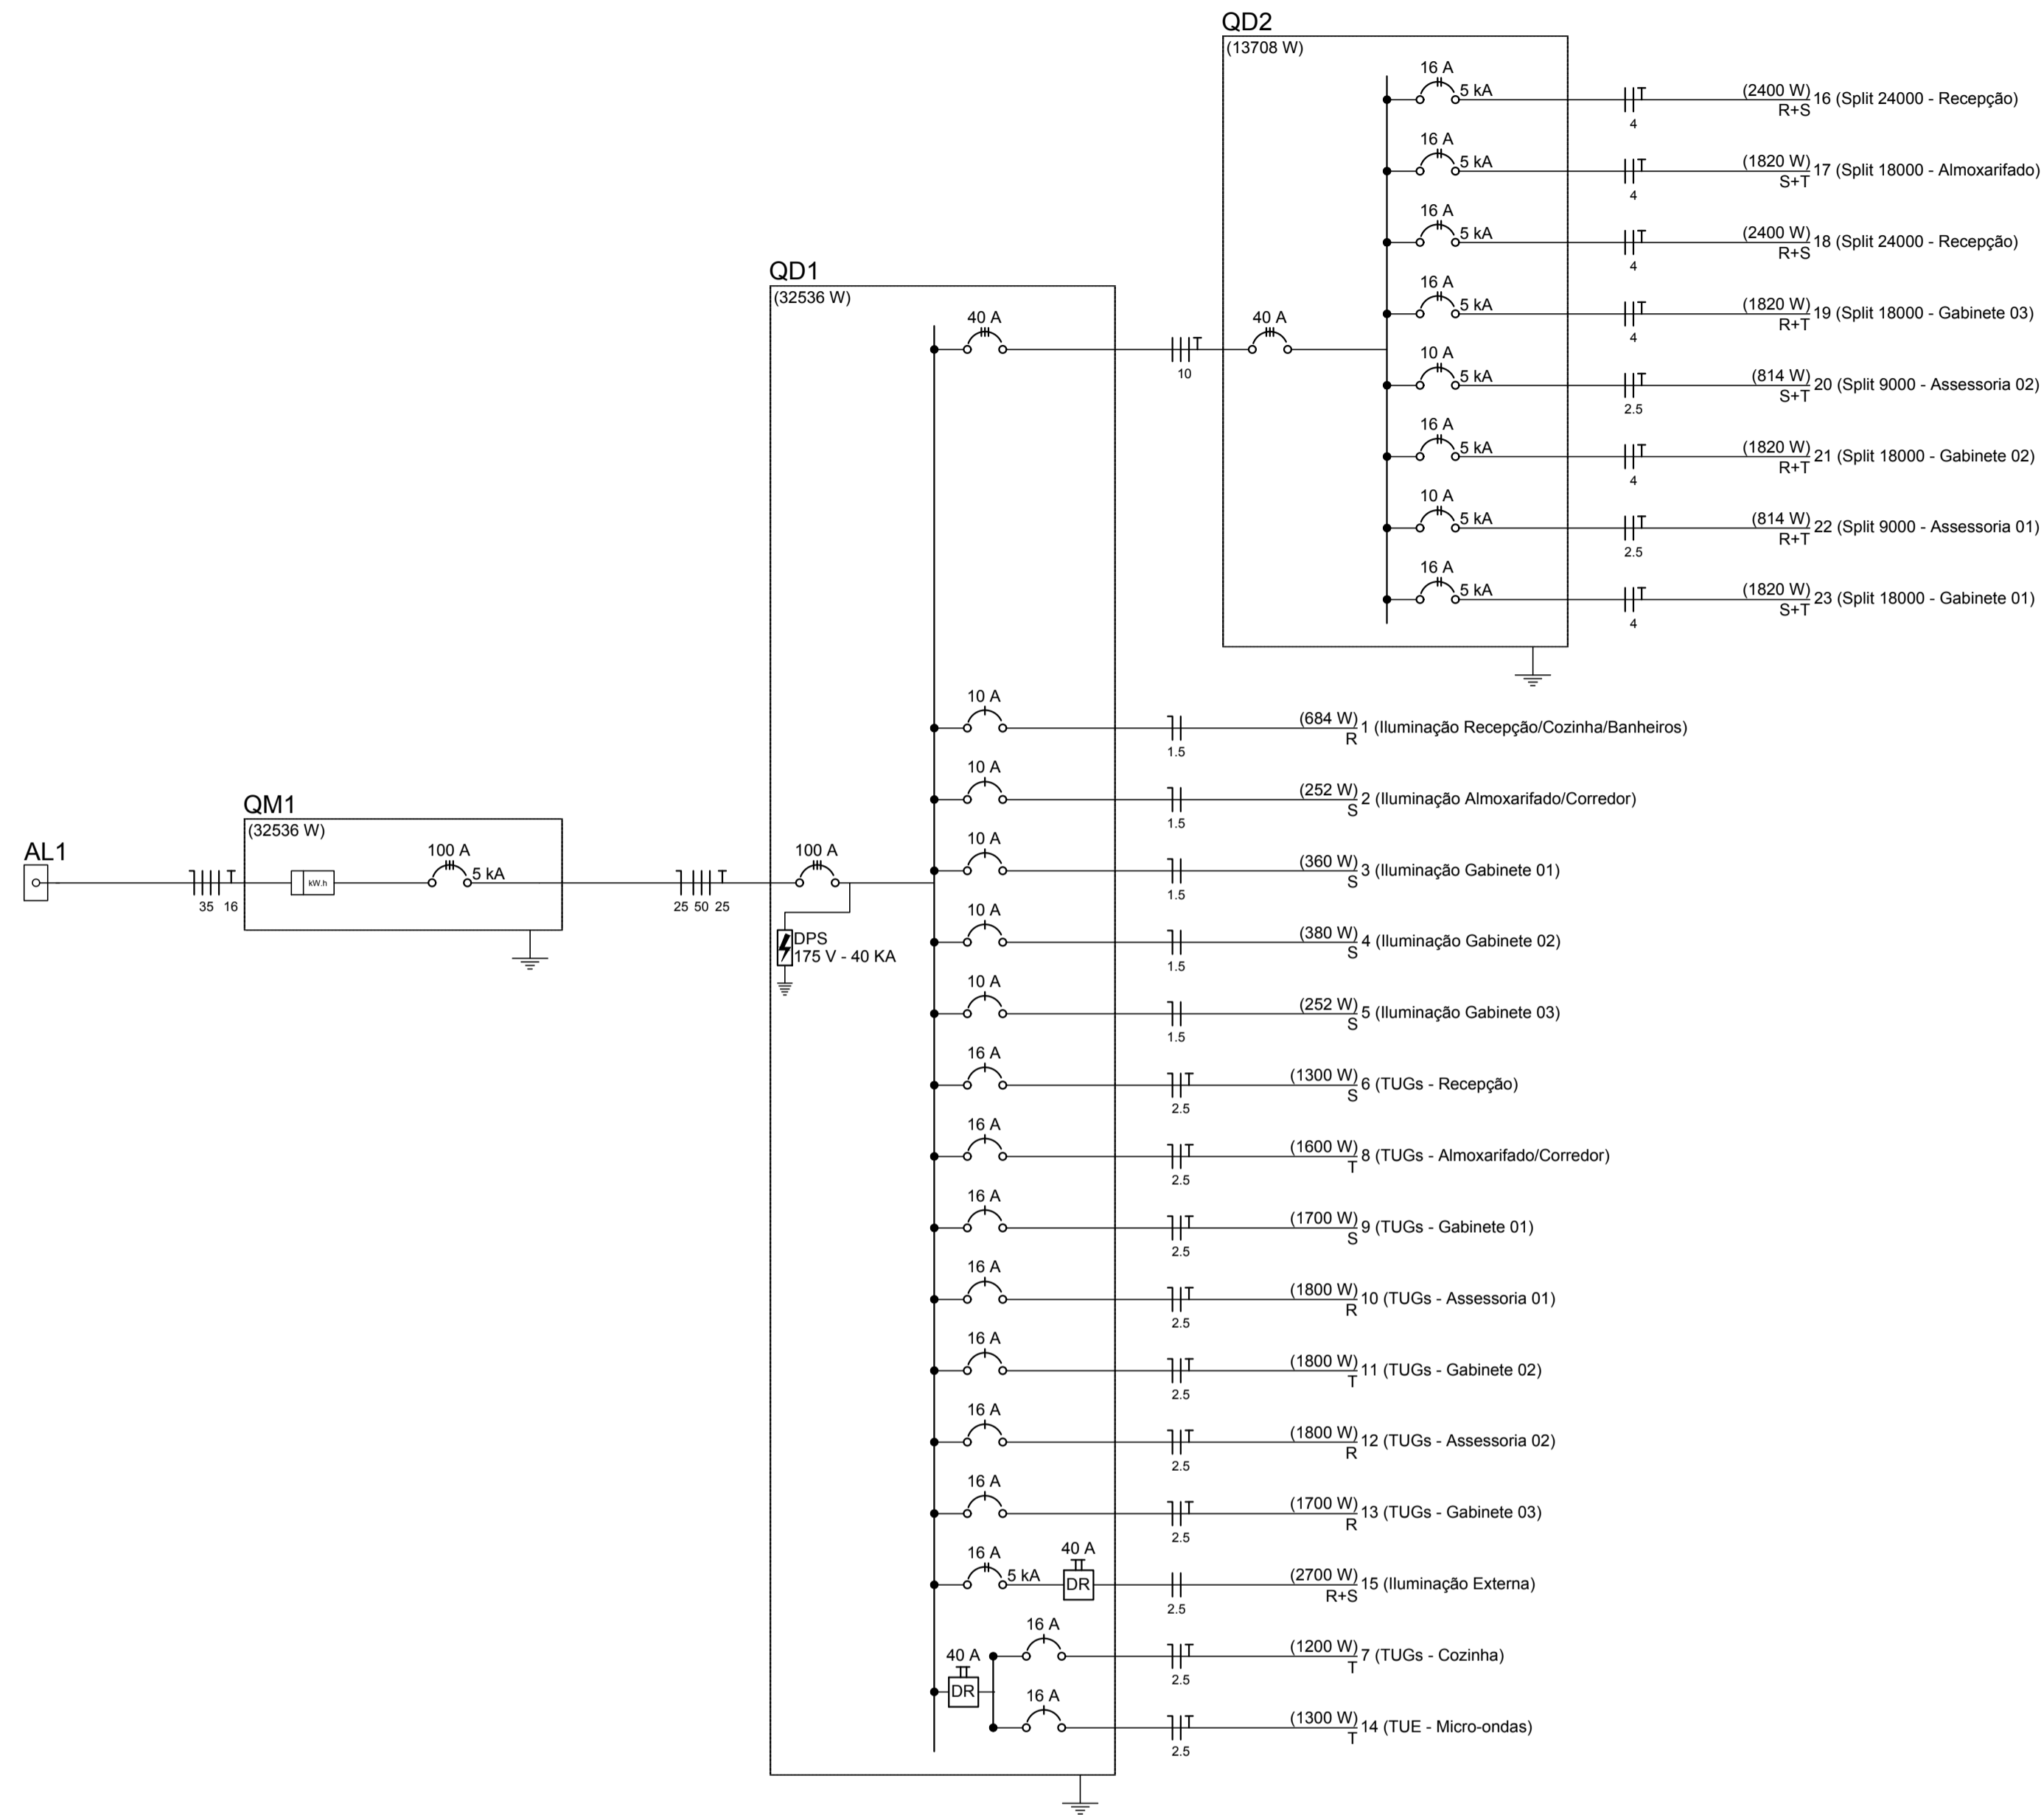 QD2
(13708 W)
16 A
5 kA
4
(2400 W)
R+S
16 (Split 24000 - Recepção)
16 A
5 kA
4
(1820 W)
S+T
17 (Split 18000 - Almoxarifado)
16 A
5 kA
4
(2400 W)
R+S
18 (Split 24000 - Recepção)
16 A
5 kA
4
(1820 W)
R+T
19 (Split 18000 - Gabinete 03)
40 A
10 A
5 kA
2.5
(814 W)
S+T
20 (Split 9000 - Assessoria 02)
16 A
5 kA
4
(1820 W)
R+T
21 (Split 18000 - Gabinete 02)
10 A
5 kA
2.5
(814 W)
R+T
22 (Split 9000 - Assessoria 01)
16 A
5 kA
4
(1820 W)
S+T
23 (Split 18000 - Gabinete 01)
QD1
(32536 W)
40 A
10
10 A
1.5
(684 W)
R
1 (Iluminação Recepção/Cozinha/Banheiros)
10 A
1.5
(252 W)
S
2 (Iluminação Almoxarifado/Corredor)
10 A
1.5
(360 W)
S
3 (Iluminação Gabinete 01)
10 A
1.5
(380 W)
S
4 (Iluminação Gabinete 02)
10 A
1.5
(252 W)
S
5 (Iluminação Gabinete 03)
16 A
2.5
(1300 W)
S
6 (TUGs - Recepção)
16 A
2.5
(1600 W)
T
8 (TUGs - Almoxarifado/Corredor)
16 A
2.5
(1700 W)
S
9 (TUGs - Gabinete 01)
16 A
2.5
(1800 W)
R
10 (TUGs - Assessoria 01)
16 A
2.5
(1800 W)
T
11 (TUGs - Gabinete 02)
16 A
2.5
(1800 W)
R
12 (TUGs - Assessoria 02)
16 A
2.5
(1700 W)
R
13 (TUGs - Gabinete 03)
16 A
5 kA
40 A
DR
2.5
(2700 W)
R+S
15 (Iluminação Externa)
40 A
DR
16 A
2.5
(1200 W)
T
7 (TUGs - Cozinha)
16 A
2.5
(1300 W)
T
14 (TUE - Micro-ondas)
AL1
35 16
QM1
(32536 W)
kW.h
100 A
5 kA
25 50 25
100 A
DPS
175 V - 40 KA